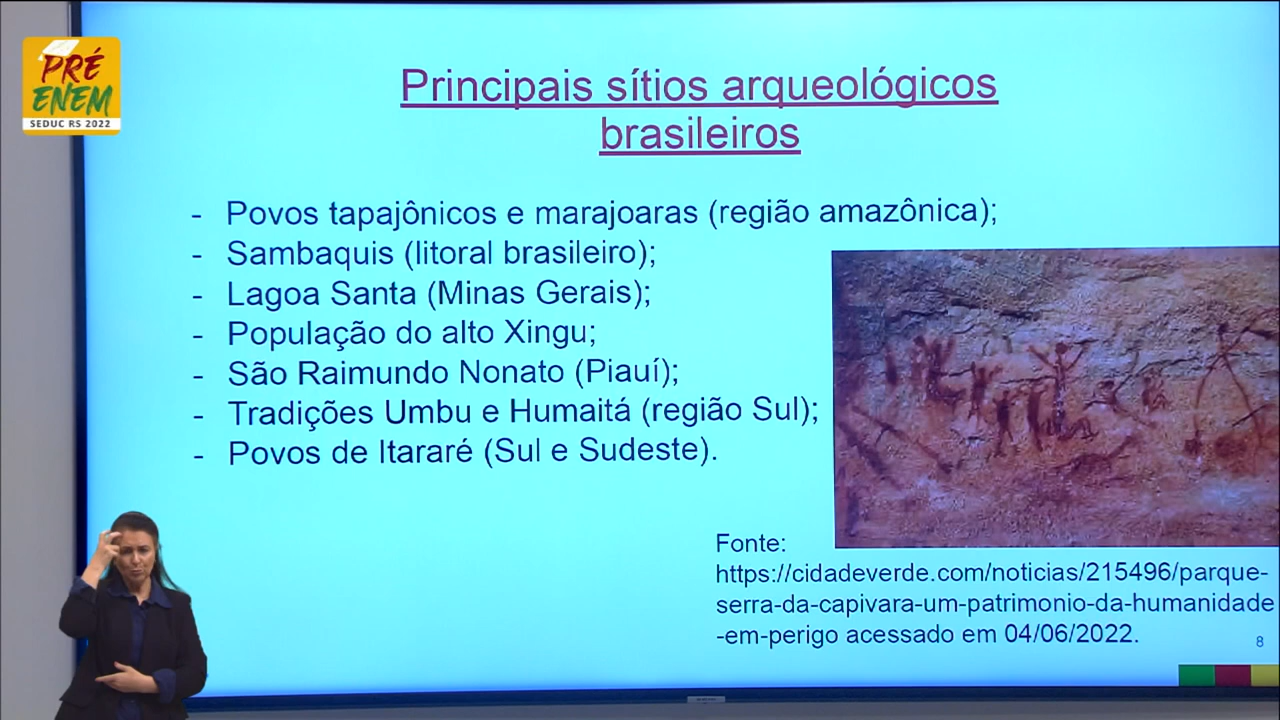 PRÉ
ENEM
SEDUC RS 2022
Principais sítios arqueológicos
brasileiros
- Povos tapajônicos e marajoaras (região amazônica);
- Sambaquis (litoral brasileiro);
- Lagoa Santa (Minas Gerais);
- População do alto Xingu;
- São Raimundo Nonato (Piauí);
- Tradições Umbu e Humaitá (região Sul);
- Povos de Itararé (Sul e Sudeste).
Fonte:
https://cidadeverde.com/noticias/215496/parque-
serra-da-capivara-um-patrimonio-da-humanidade
-em-perigo acessado em 04/06/2022.
8